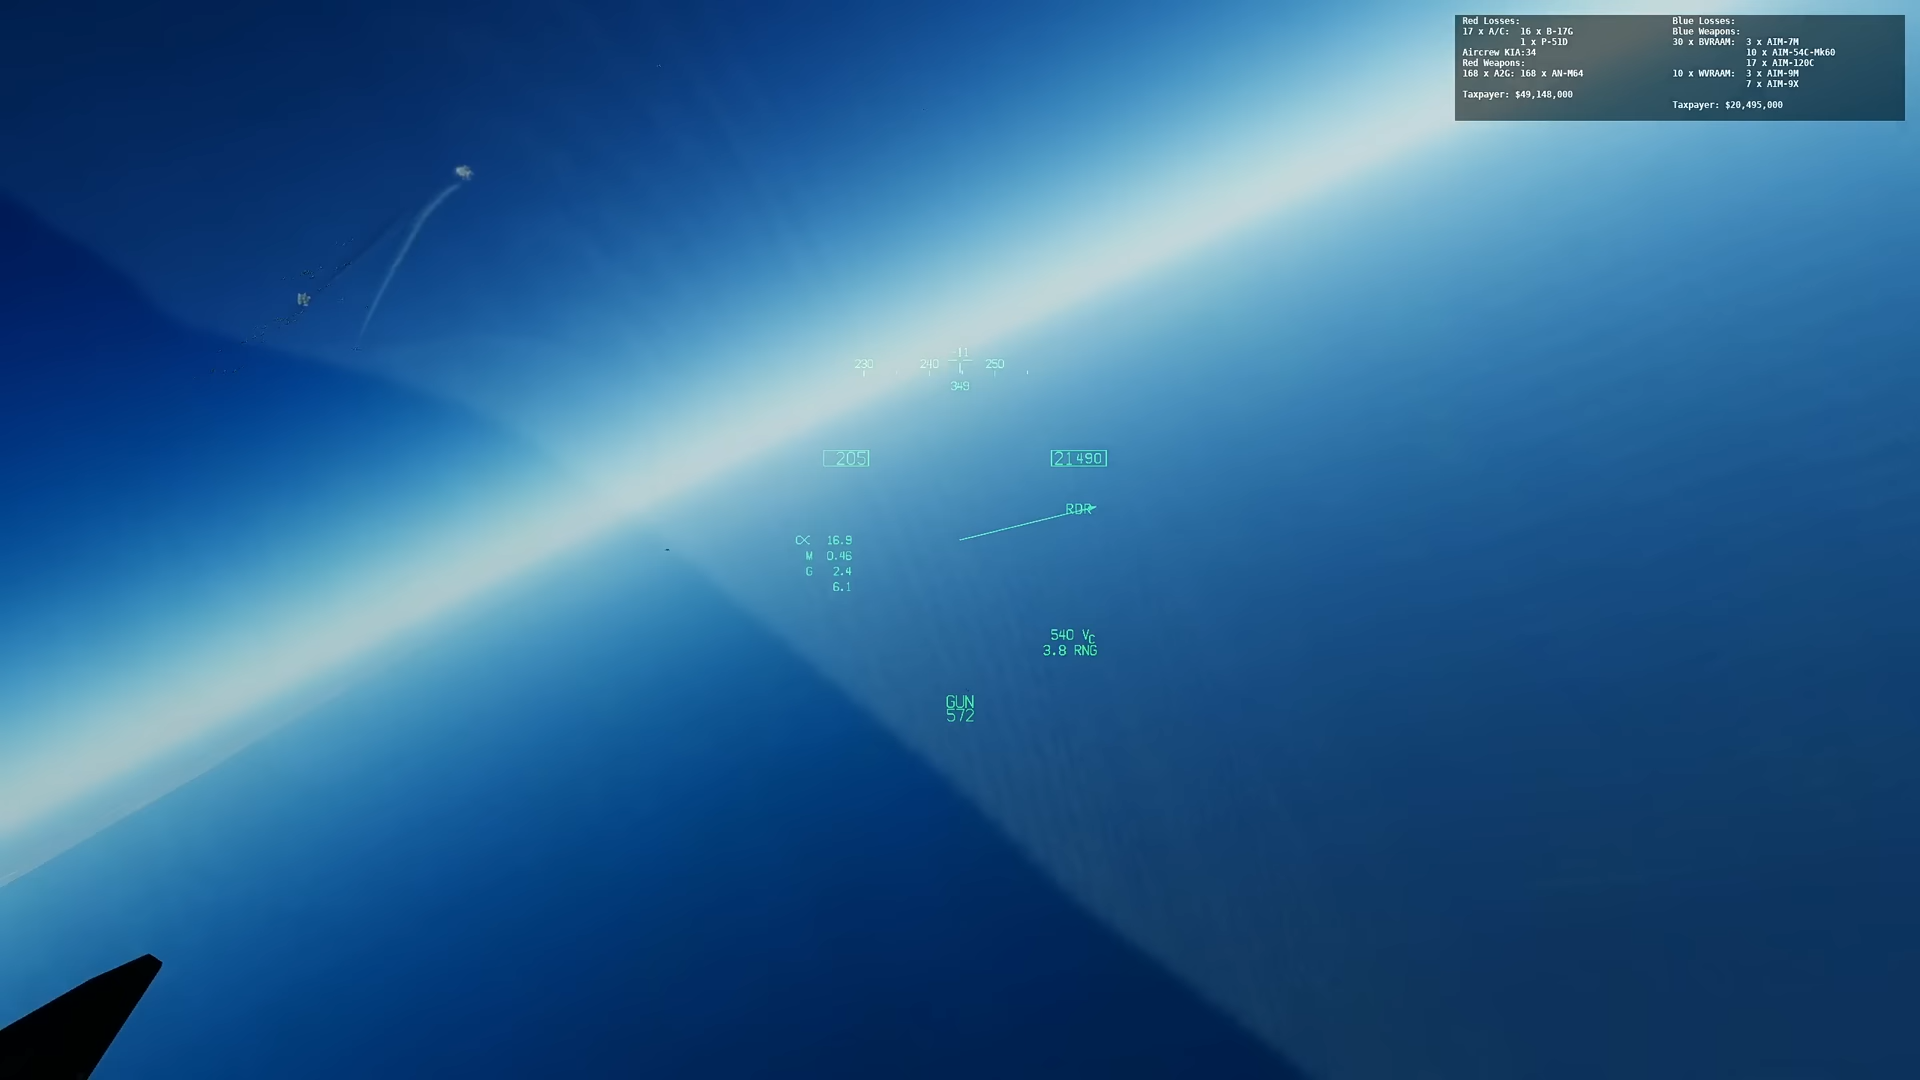 Red Losses:
17 x A/C: 16 x B-17G
1 x P-51D
Aircrew KIA:34
Red Weapons:
168 x A2G: 168 x AN-M64
Taxpayer: $49,148,000
Blue Losses:
Blue Weapons:
30 x BVRAAM: 3 x AIM-7M
10 x AIM-54C-Mk60
17 x AIM-120C
10 x WVRAAM: 3 x AIM-9M
7 x AIM-9X
Taxpayer: $20,495,000
230 240 250
349
205 21490
RDR
α 16.9
M 0.46
G 2.4
6.1
540 VC
3.8 RNG
GUN
572